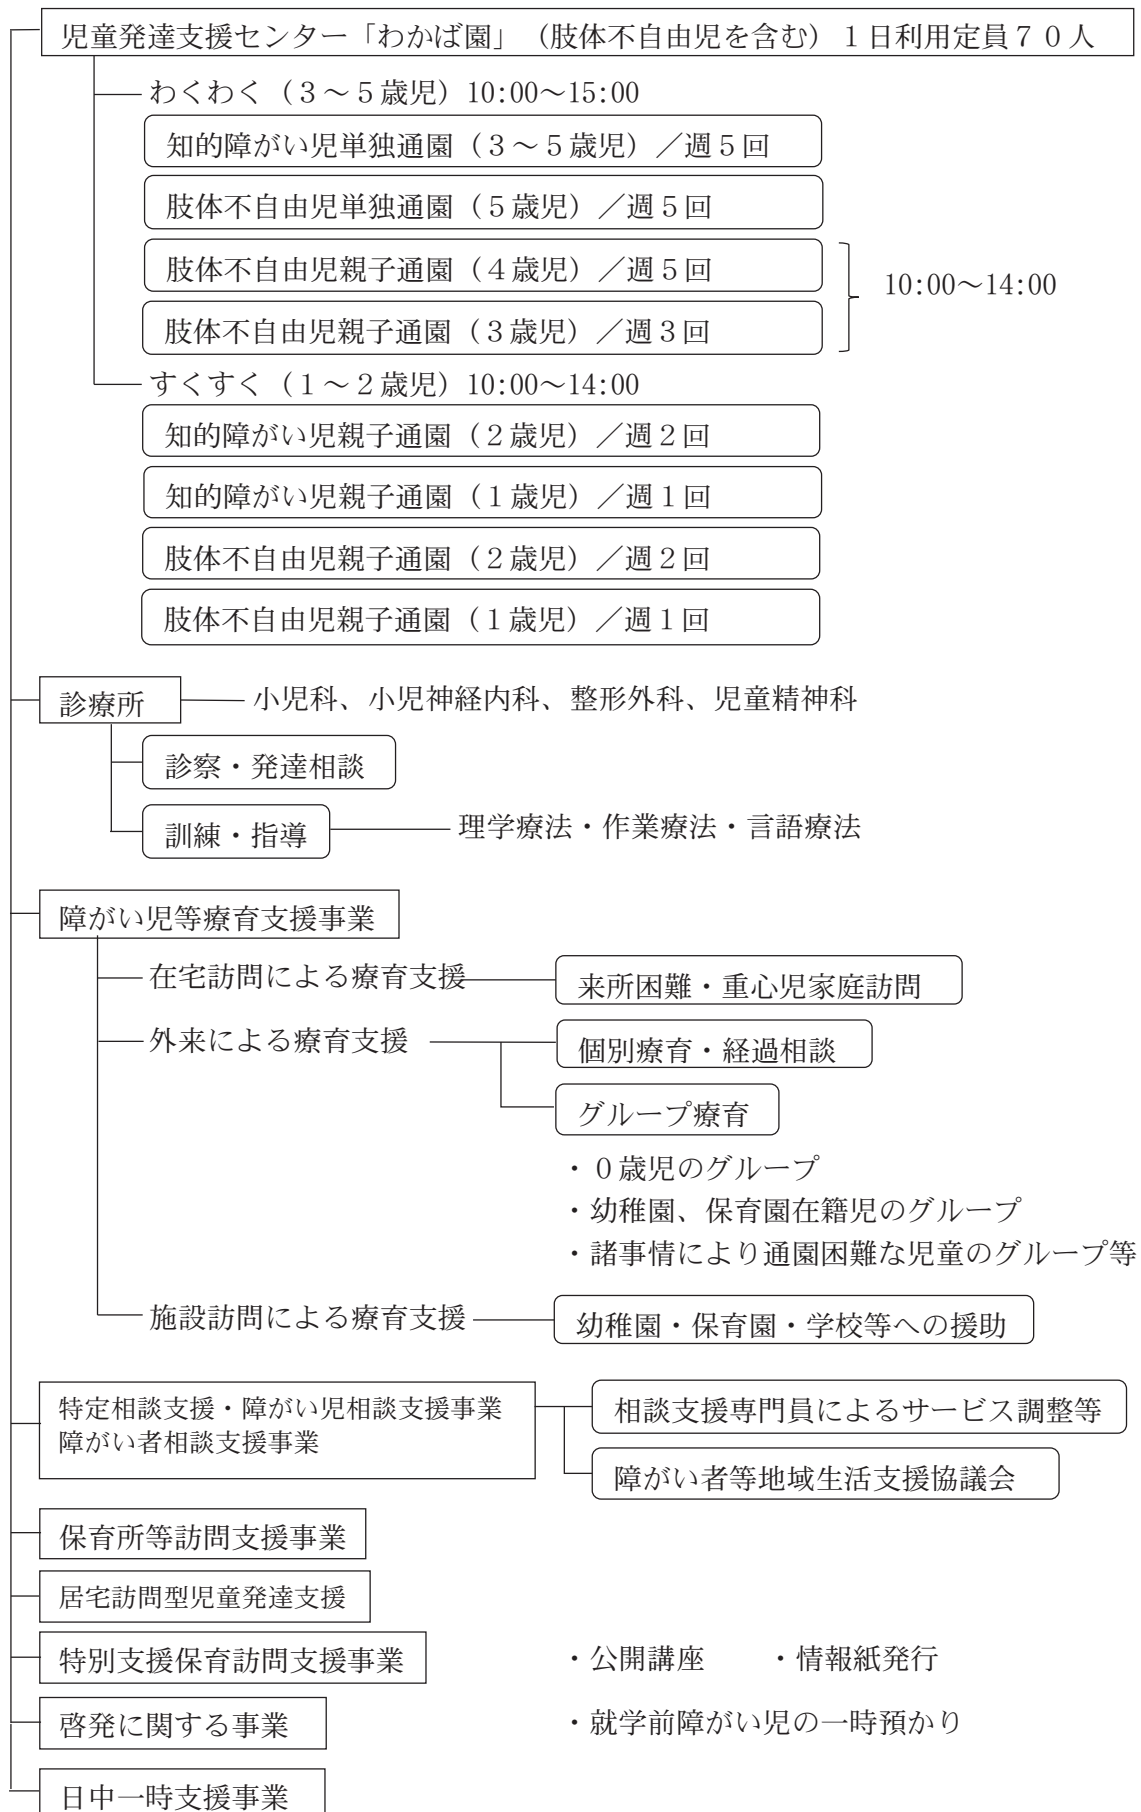 児童発達支援センター「わかば園」（肢体不自由児を含む）１日利用定員７０人
わくわく（３～５歳児）10:00～15:00
知的障がい児単独通園（３～５歳児）／週５回
肢体不自由児単独通園（５歳児）／週５回
肢体不自由児親子通園（４歳児）／週５回
10:00～14:00
肢体不自由児親子通園（３歳児）／週３回
すくすく（１～２歳児）10:00～14:00
知的障がい児親子通園（２歳児）／週２回
知的障がい児親子通園（１歳児）／週１回
肢体不自由児親子通園（２歳児）／週２回
肢体不自由児親子通園（１歳児）／週１回
診療所
小児科、小児神経内科、整形外科、児童精神科
診察・発達相談
訓練・指導
理学療法・作業療法・言語療法
障がい児等療育支援事業
在宅訪問による療育支援
来所困難・重心児家庭訪問
外来による療育支援
個別療育・経過相談
グループ療育
・０歳児のグループ
・幼稚園、保育園在籍児のグループ
・諸事情により通園困難な児童のグループ等
施設訪問による療育支援
幼稚園・保育園・学校等への援助
特定相談支援・障がい児相談支援事業
障がい者相談支援事業
相談支援専門員によるサービス調整等
障がい者等地域生活支援協議会
保育所等訪問支援事業
居宅訪問型児童発達支援
特別支援保育訪問支援事業
・公開講座　・情報紙発行
啓発に関する事業
・就学前障がい児の一時預かり
日中一時支援事業